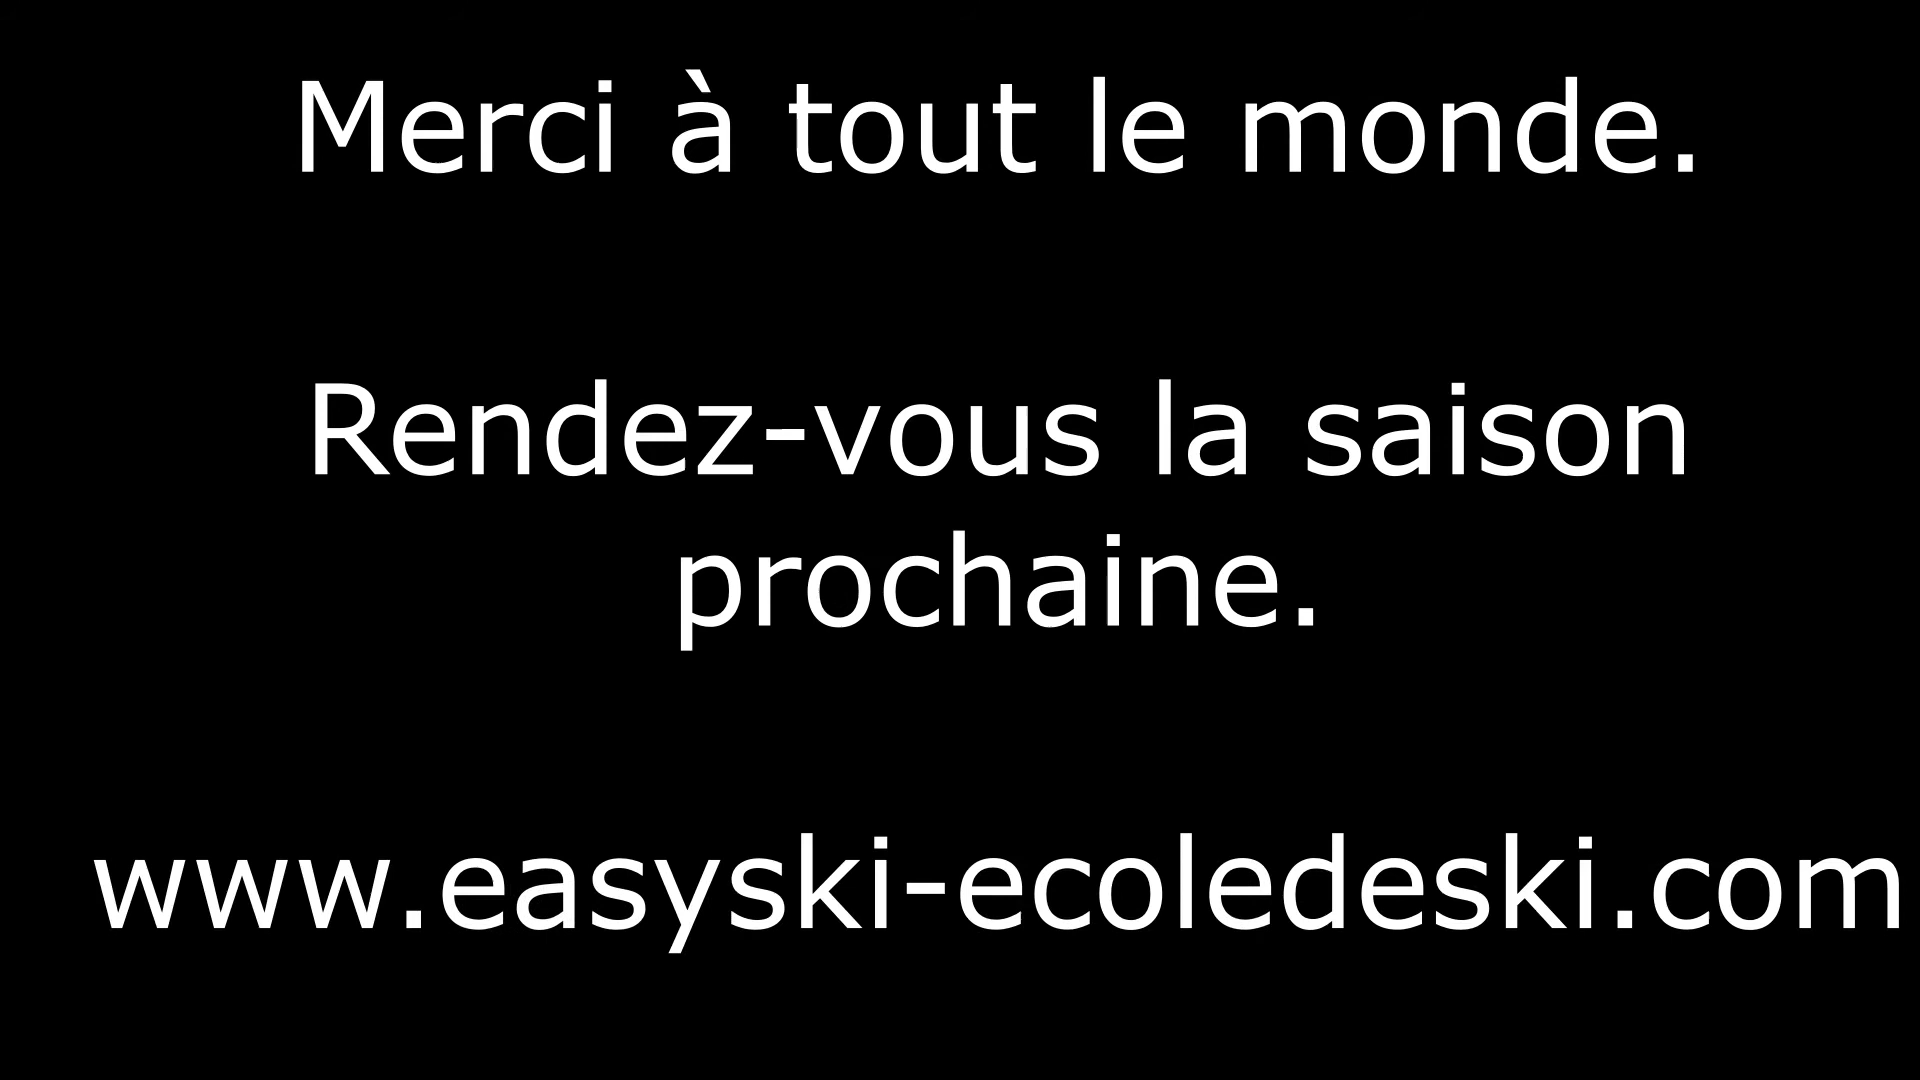 Merci à tout le monde.
Rendez-vous la saison
prochaine.
www.easyski-ecoledeski.com